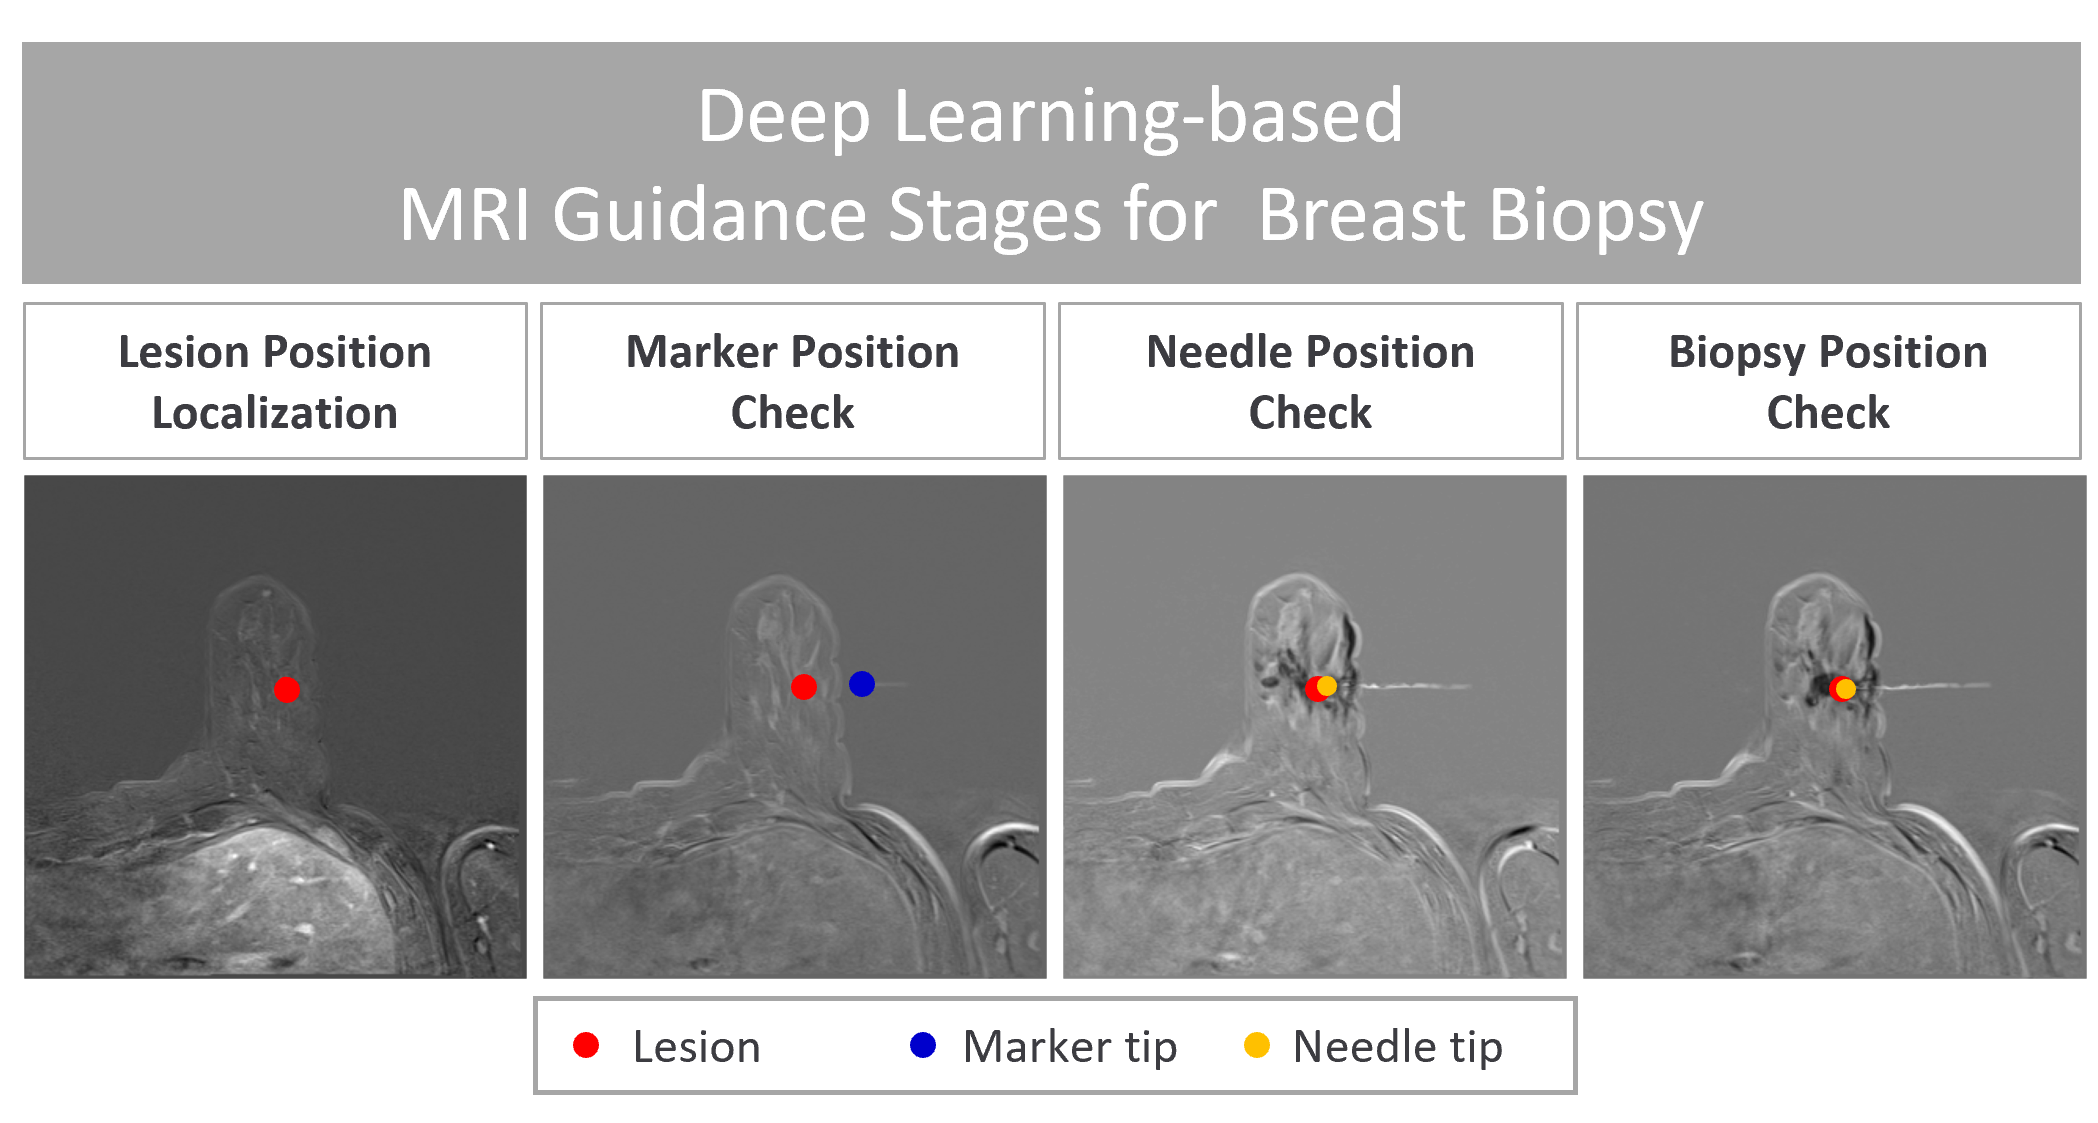 Deep Learning-based
MRI Guidance Stages for  Breast Biopsy
Lesion Position
Localization
Marker Position
Check
Needle Position
Check
Biopsy Position
Check
Lesion
Marker tip
Needle tip